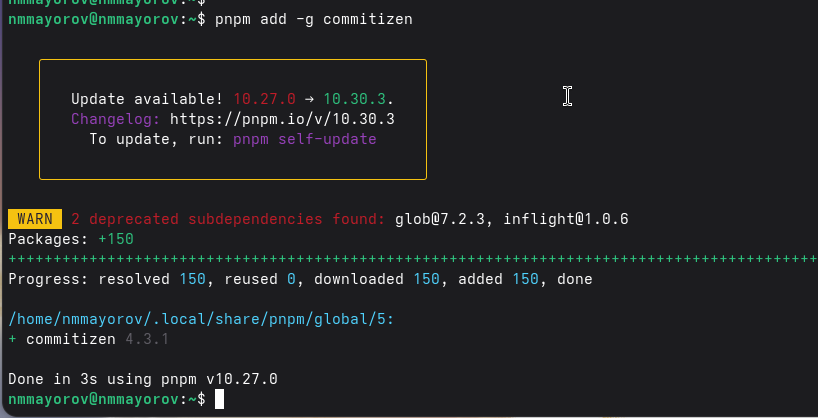 nmmayorov@nmmayorov:~$
nmmayorov@nmmayorov:~$ pnpm add -g commitizen
Update available! 10.27.0 → 10.30.3.
Changelog: https://pnpm.io/v/10.30.3
To update, run: pnpm self-update
WARN 2 deprecated subdependencies found: glob@7.2.3, inflight@1.0.6
Packages: +150
++++++++++++++++++++++++++++++++++++++++++++++++++++++++++++++++++++++++++++++++++++++++++
Progress: resolved 150, reused 0, downloaded 150, added 150, done
/home/nmmayorov/.local/share/pnpm/global/5:
+ commitizen 4.3.1
Done in 3s using pnpm v10.27.0
nmmayorov@nmmayorov:~$